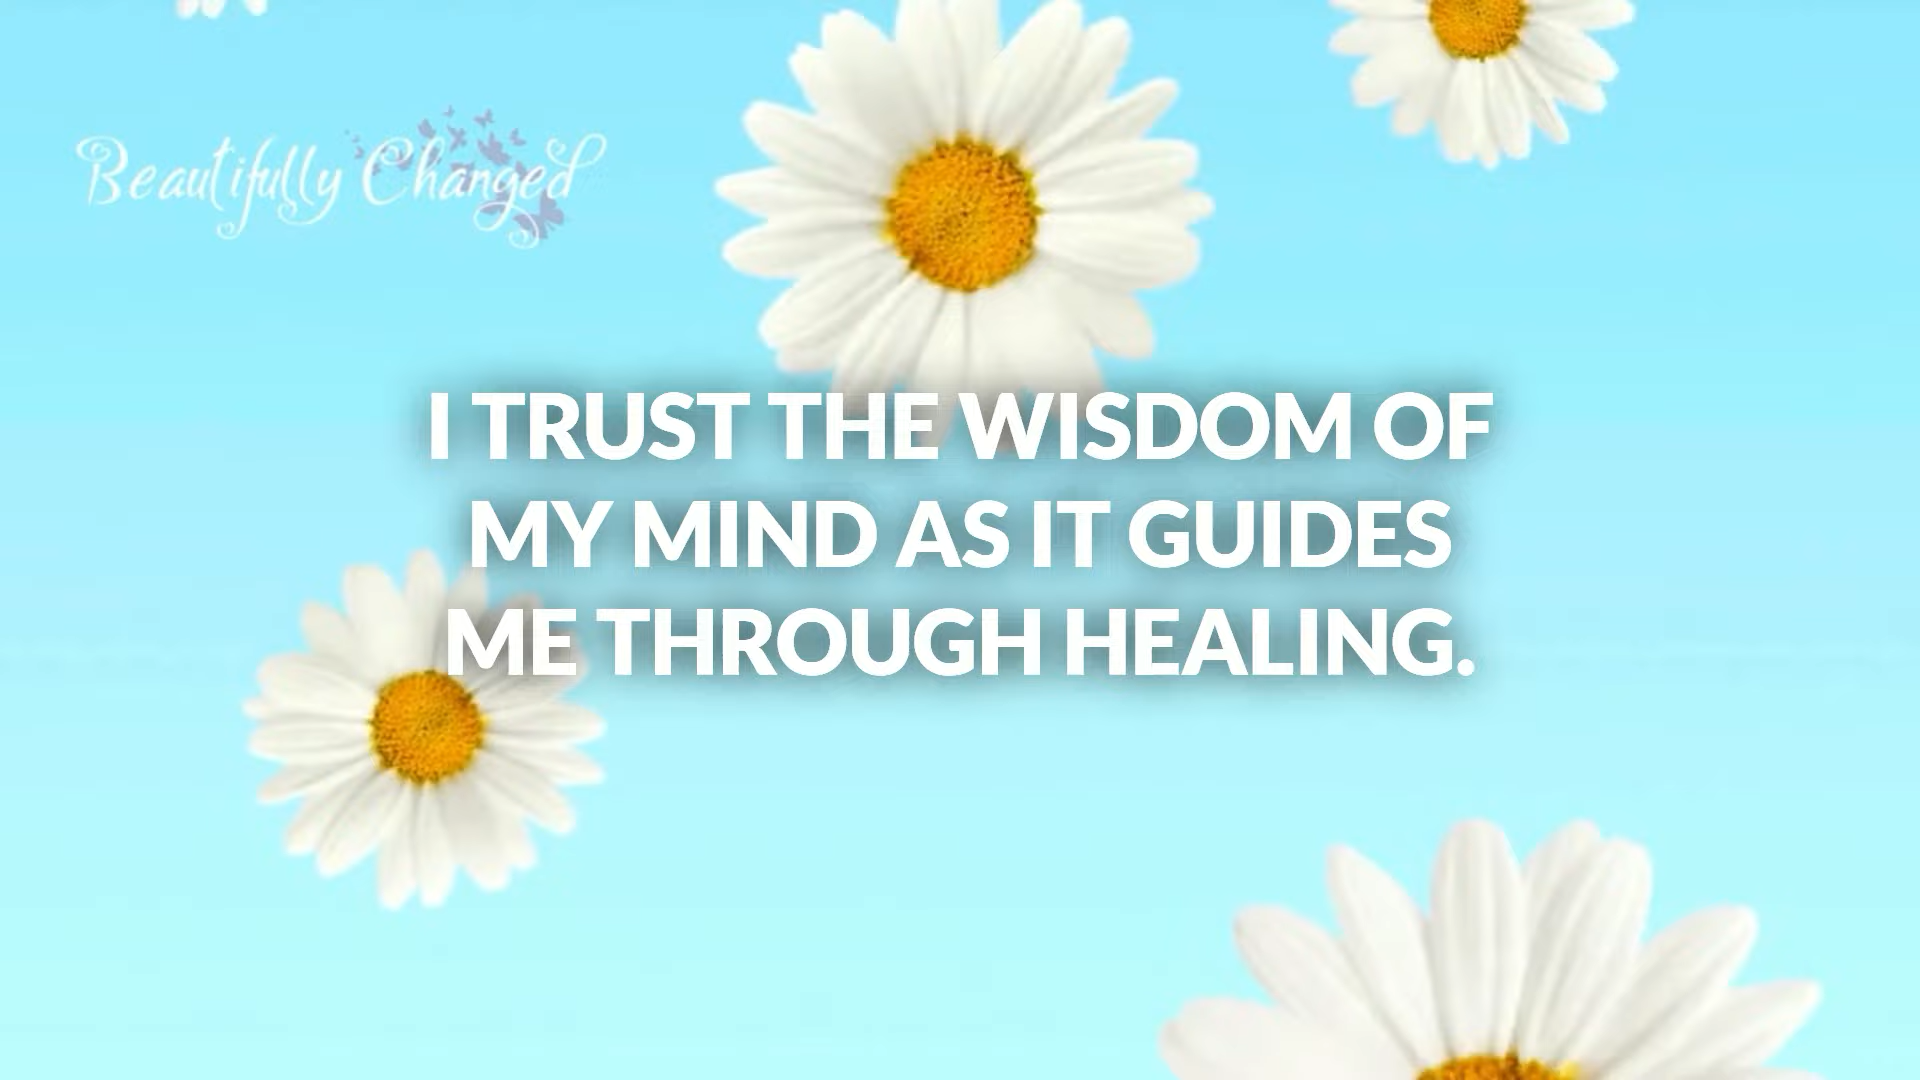 Beautifully Changed
I TRUST THE WISDOM OF
MY MIND AS IT GUIDES
ME THROUGH HEALING.